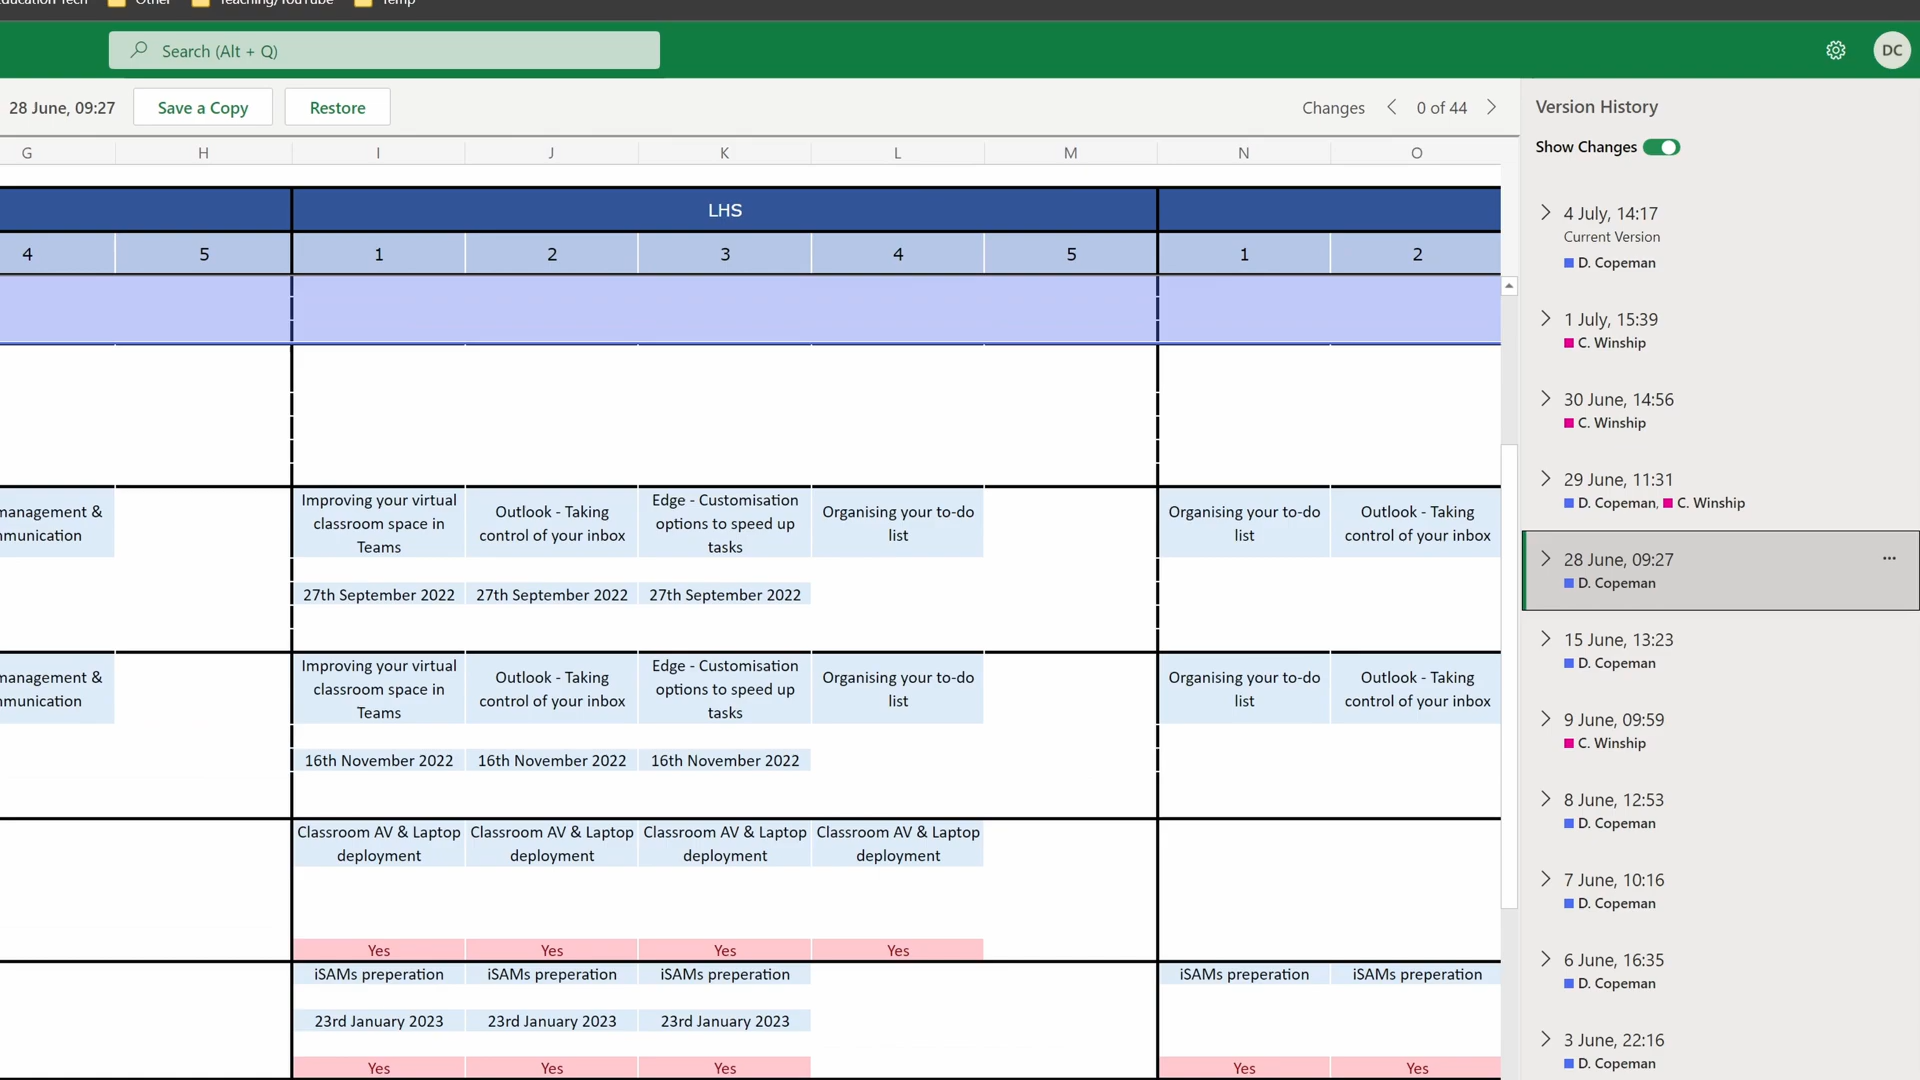 Other
Teaching/YouTube
Temp
Search (Alt + Q)
DC
28 June, 09:27
Save a Copy
Restore
Changes
0 of 44
G H I J K L M N O
LHS
4 5 1 2 3 4 5 1 2
management &
Improving your virtual
classroom space in
Teams
Outlook - Taking
control of your inbox
Edge - Customisation
options to speed up
tasks
Organising your to-do
list
Organising your to-do
list
Outlook - Taking
control of your inbox
27th September 2022 27th September 2022 27th September 2022
management &
Improving your virtual
classroom space in
Teams
Outlook - Taking
control of your inbox
Edge - Customisation
options to speed up
tasks
Organising your to-do
list
Organising your to-do
list
Outlook - Taking
control of your inbox
16th November 2022 16th November 2022 16th November 2022
Classroom AV & Laptop
deployment
Classroom AV & Laptop
deployment
Classroom AV & Laptop
deployment
Classroom AV & Laptop
deployment
Yes Yes Yes Yes
iSAMs preperation iSAMs preperation iSAMs preperation iSAMs preperation iSAMs preperation
23rd January 2023 23rd January 2023 23rd January 2023
Yes Yes Yes Yes Yes
Version History
Show Changes
4 July, 14:17
Current Version
D. Copeman
1 July, 15:39
C. Winship
30 June, 14:56
C. Winship
29 June, 11:31
D. Copeman, C. Winship
28 June, 09:27
D. Copeman
15 June, 13:23
D. Copeman
9 June, 09:59
C. Winship
8 June, 12:53
D. Copeman
7 June, 10:16
D. Copeman
6 June, 16:35
D. Copeman
3 June, 22:16
D. Copeman